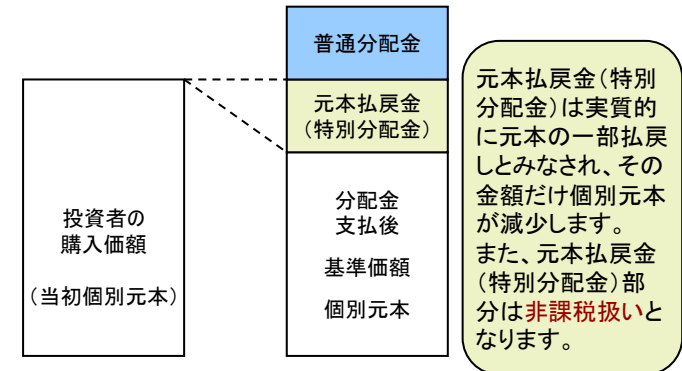 普通分配金
元本払戻金
（特別分配金）
投資者の
購入価額
（当初個別元本）
分配金
支払後
基準価額
個別元本
元本払戻金（特別
分配金）は実質的
に元本の一部払戻
しとみなされ、その
金額だけ個別元本
が減少します。
また、元本払戻金
（特別分配金）部
分は非課税扱いと
なります。